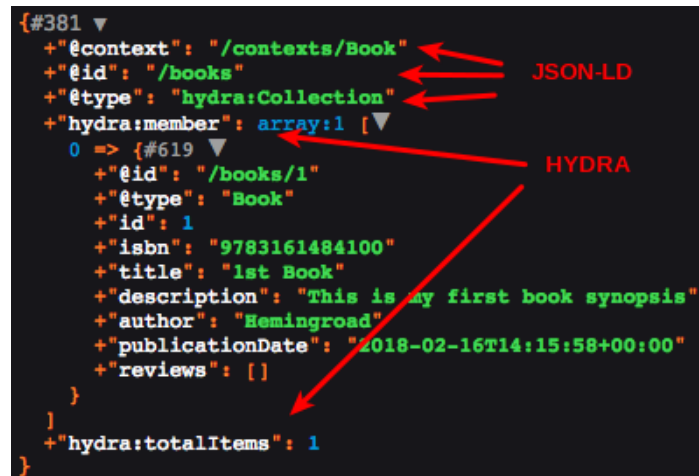 {#381 ▼
+"@context": "/contexts/Book"
+"@id": "/books"
+"@type": "hydra:Collection"
JSON-LD
+"hydra:member": array:1 [▼
0 => {#619 ▼
HYDRA
+"@id": "/books/1"
+"@type": "Book"
+"id": 1
+"isbn": "9783161484100"
+"title": "1st Book"
+"description": "This is my first book synopsis"
+"author": "Hemingroad"
+"publicationDate": "2018-02-16T14:15:58+00:00"
+"reviews": []
}
]
+"hydra:totalItems": 1
}